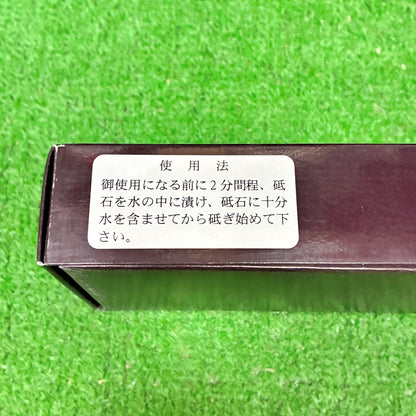 使用法
御使用になる前に２分間程、砥
石を水の中に漬け、砥石に十分
水を含ませてから砥ぎ始めて下
さい。